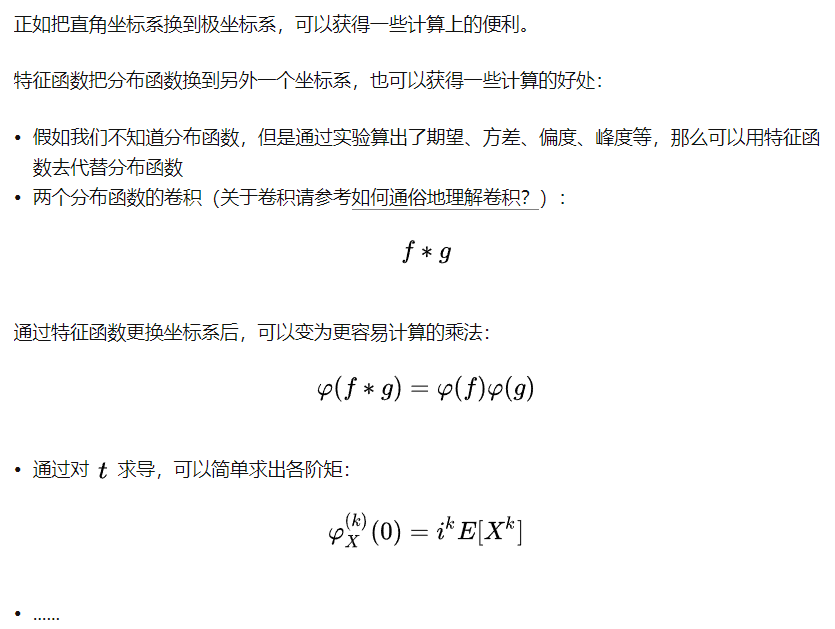 正如把直角坐标系换到极坐标系，可以获得一些计算上的便利。
特征函数把分布函数换到另外一个坐标系，也可以获得一些计算的好处：
• 假如我们不知道分布函数，但是通过实验算出了期望、方差、偏度、峰度等，那么可以用特征函
数去代替分布函数
• 两个分布函数的卷积（关于卷积请参考如何通俗地理解卷积？）：
f ∗ g
通过特征函数更换坐标系后，可以变为更容易计算的乘法：
φ(f ∗ g) = φ(f)φ(g)
• 通过对 t 求导，可以简单求出各阶矩：
φ_X^{(k)}(0) = i^k E[X^k]
• ......